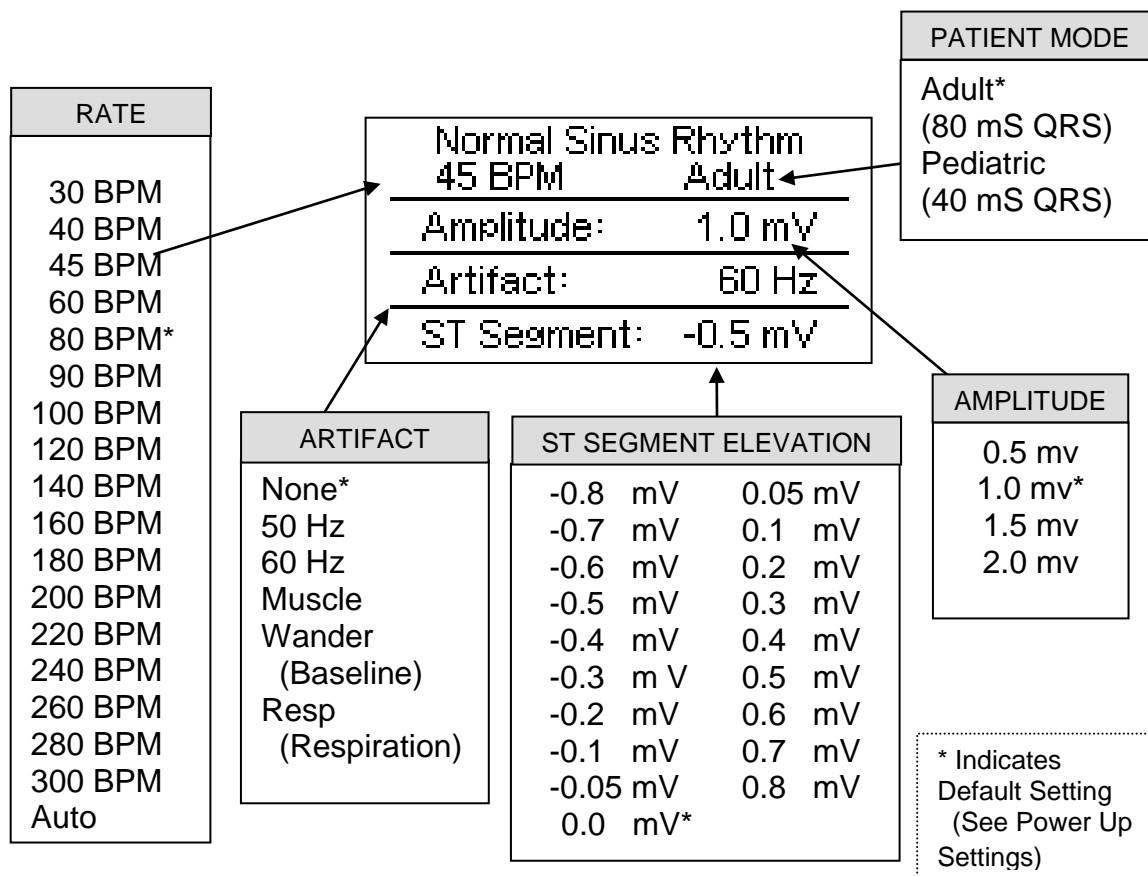 PATIENT MODE
Adult*
(80 mS QRS)
Pediatric
(40 mS QRS)
RATE
30 BPM
40 BPM
45 BPM
60 BPM
80 BPM*
90 BPM
100 BPM
120 BPM
140 BPM
160 BPM
180 BPM
200 BPM
220 BPM
240 BPM
260 BPM
280 BPM
300 BPM
Auto
Normal Sinus Rhythm
45 BPM Adult
Amplitude: 1.0 mV
Artifact: 60 Hz
ST Segment: -0.5 mV
ARTIFACT
None*
50 Hz
60 Hz
Muscle
Wander
(Baseline)
Resp
(Respiration)
ST SEGMENT ELEVATION
-0.8 mV 0.05 mV
-0.7 mV 0.1 mV
-0.6 mV 0.2 mV
-0.5 mV 0.3 mV
-0.4 mV 0.4 mV
-0.3 m V 0.5 mV
-0.2 mV 0.6 mV
-0.1 mV 0.7 mV
-0.05 mV 0.8 mV
0.0 mV*
AMPLITUDE
0.5 mv
1.0 mv*
1.5 mv
2.0 mv
* Indicates
Default Setting
(See Power Up
Settings)